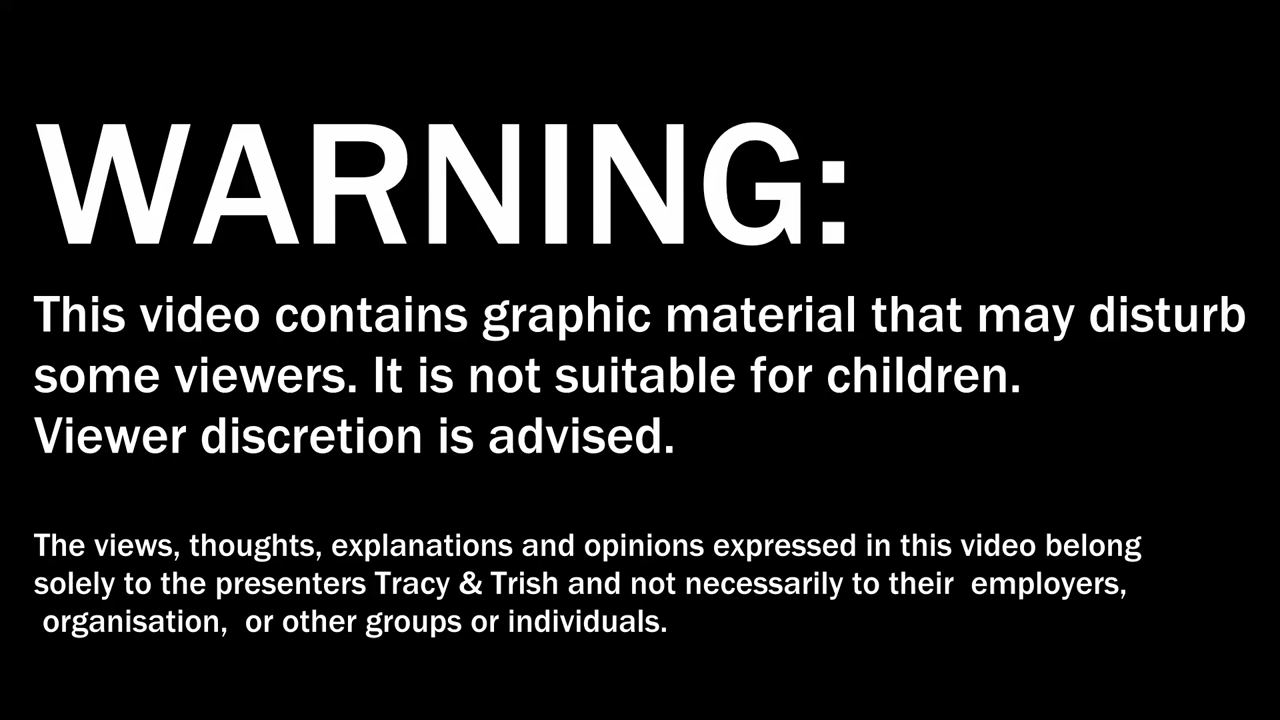 WARNING:
This video contains graphic material that may disturb
some viewers. It is not suitable for children.
Viewer discretion is advised.
The views, thoughts, explanations and opinions expressed in this video belong
solely to the presenters Tracy & Trish and not necessarily to their  employers,
organisation,  or other groups or individuals.